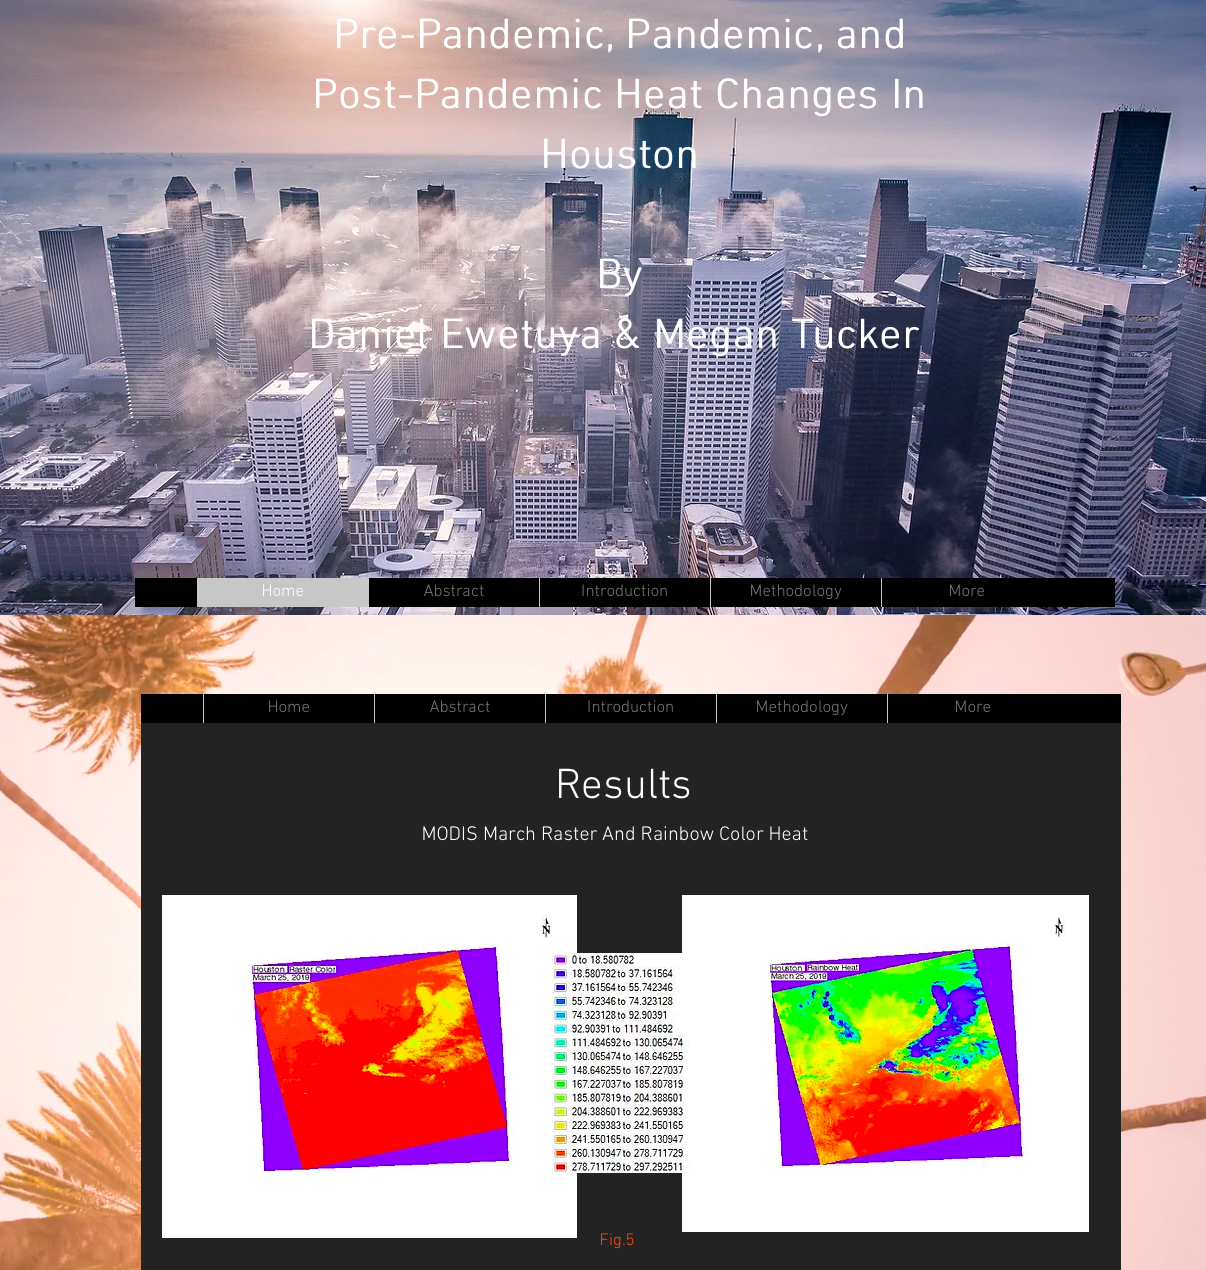 Pre-Pandemic, Pandemic, and
Post-Pandemic Heat Changes In
Houston
By
Daniel Ewetuya & Megan Tucker
Home
Abstract
Introduction
Methodology
More
Home
Abstract
Introduction
Methodology
More
Results
MODIS March Raster And Rainbow Color Heat
N
Houston Raster Color
March 25, 2019
0 to 18.580782
18.580782 to 37.161564
37.161564 to 55.742346
55.742346 to 74.323128
74.323128 to 92.90391
92.90391 to 111.484692
111.484692 to 130.065474
130.065474 to 148.646255
148.646255 to 167.227037
167.227037 to 185.807819
185.807819 to 204.388601
204.388601 to 222.969383
222.969383 to 241.550165
241.550165 to 260.130947
260.130947 to 278.711729
278.711729 to 297.292511
N
Houston Rainbow Heat
March 25, 2019
Fig.5